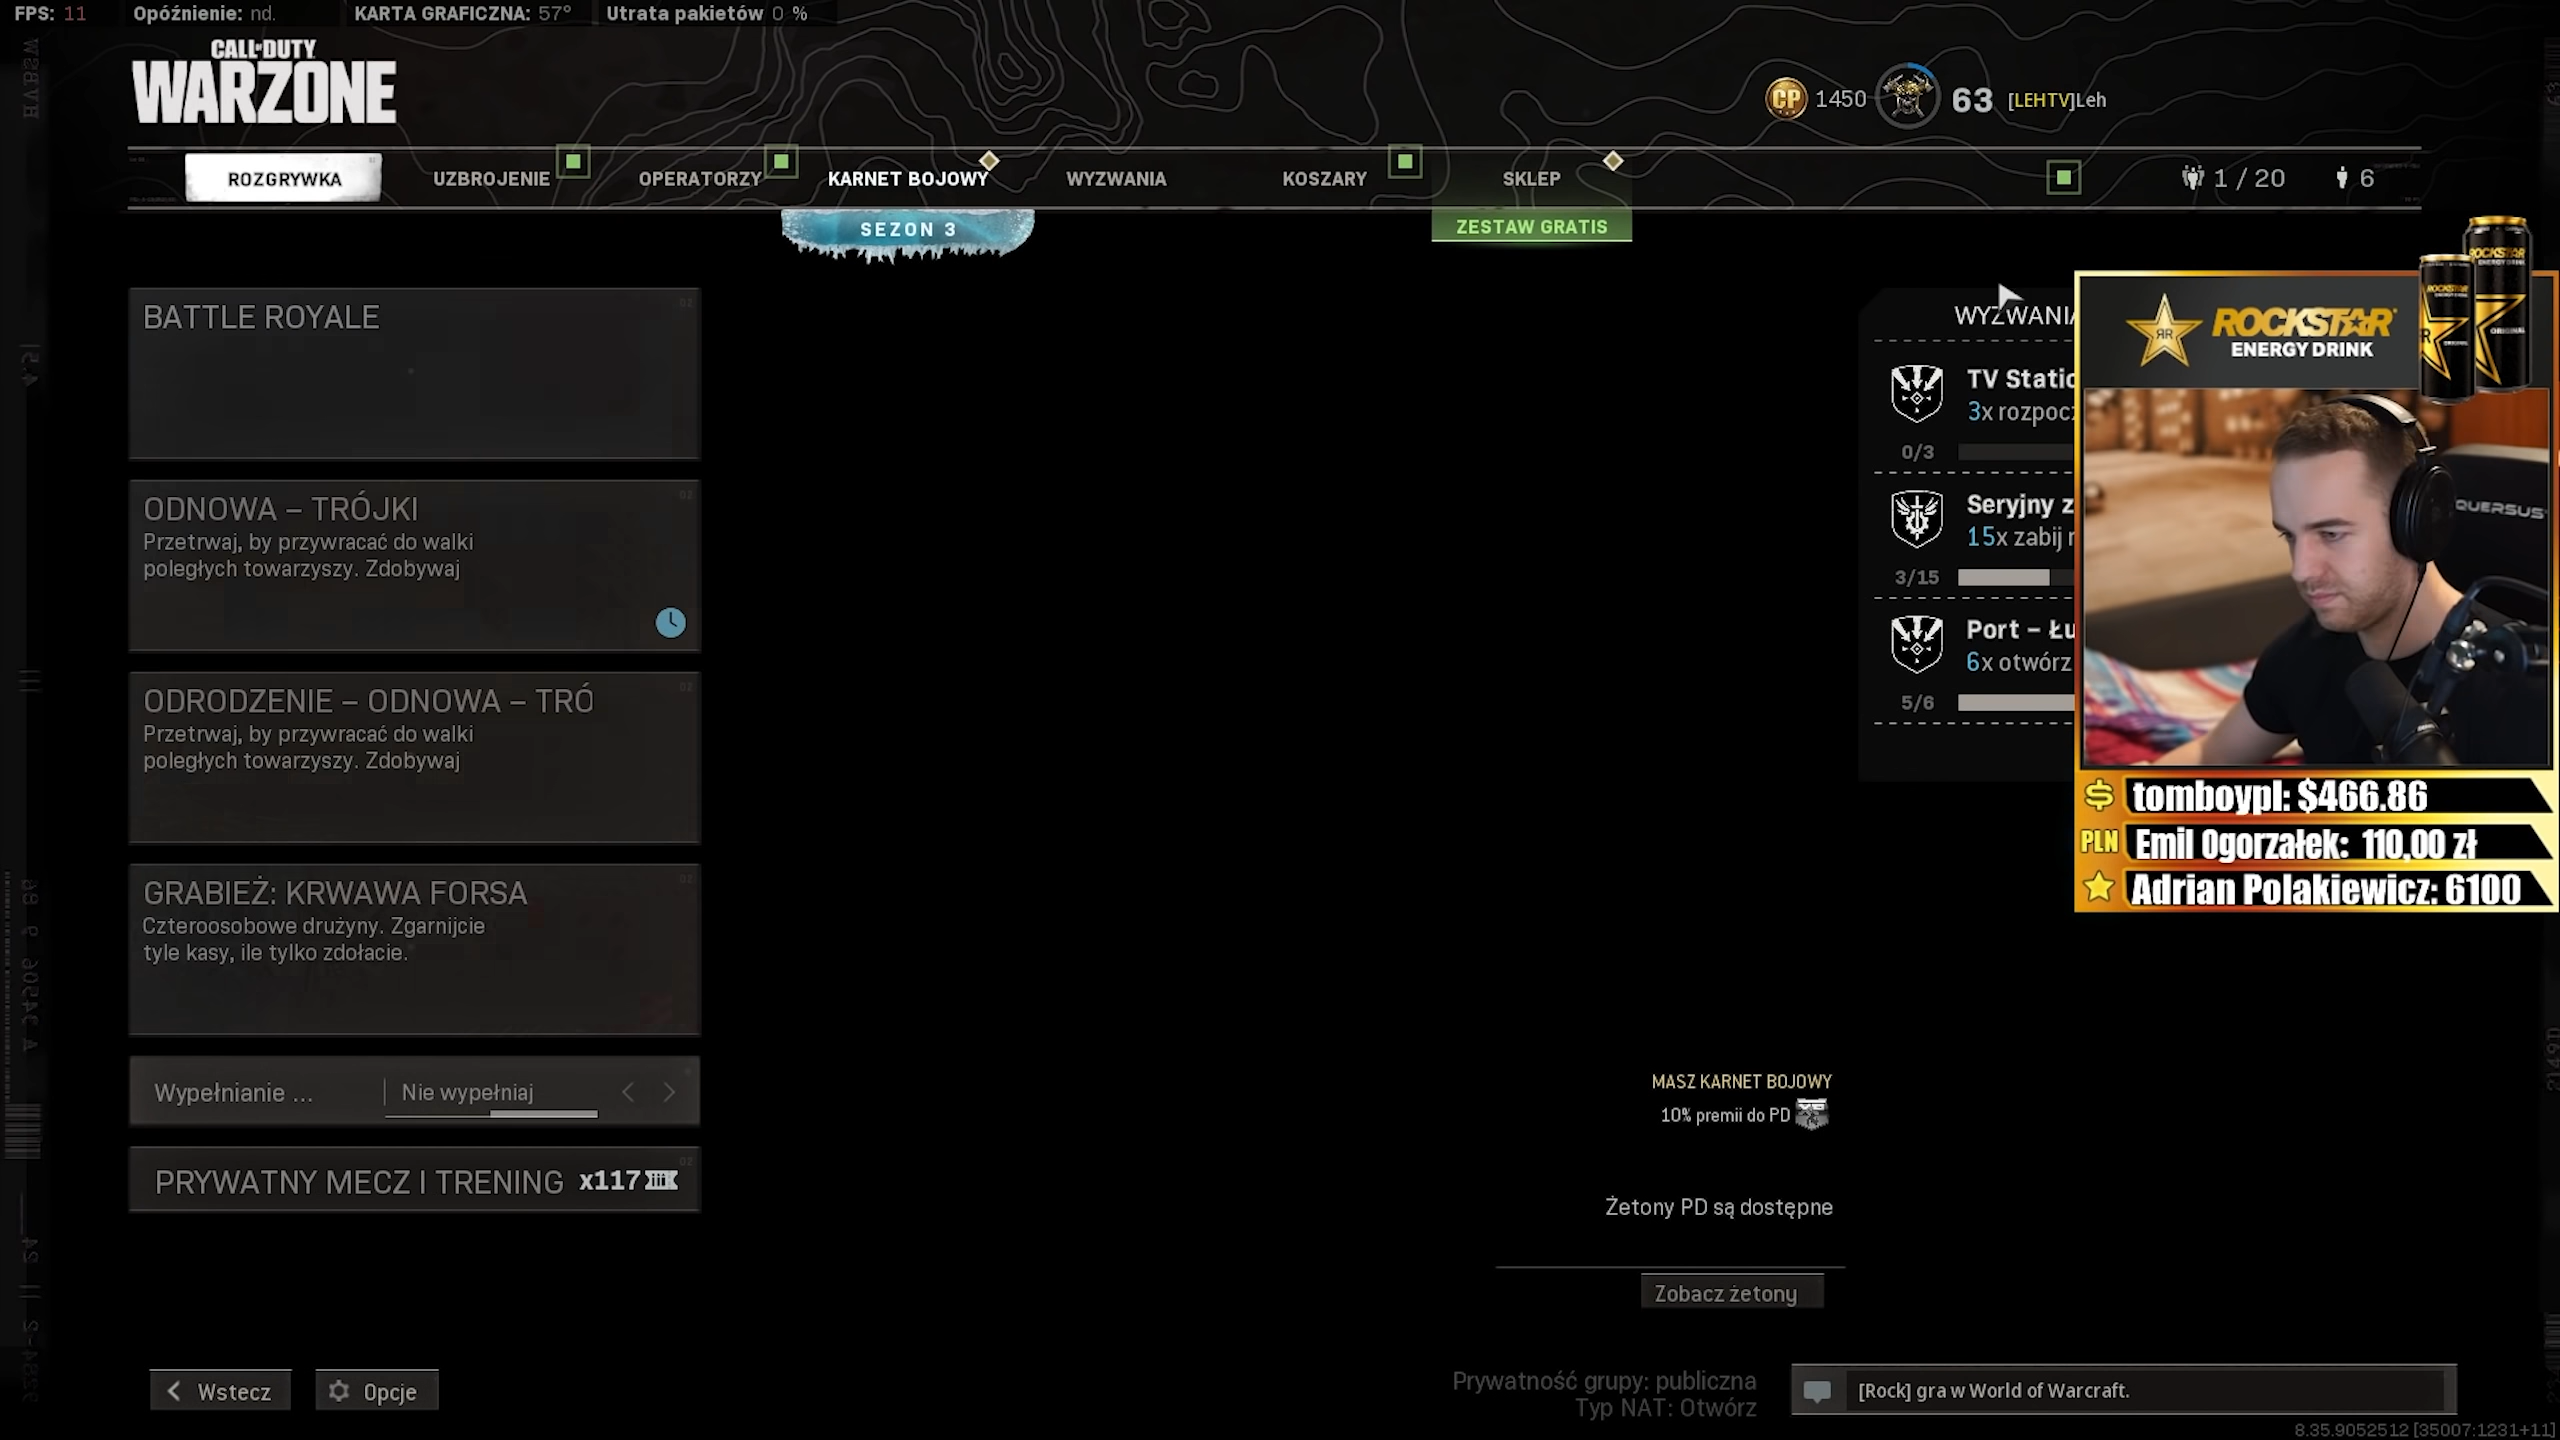 FPS: 11
Opóźnienie: nd.
KARTA GRAFICZNA: 57°
Utrata pakietów 0 %
CALL OF DUTY
WARZONE
CP 1450
63
[LEHTV]Leh
ROZGRYWKA
UZBROJENIE
OPERATORZY
KARNET BOJOWY
WYZWANIA
KOSZARY
SKLEP
1 / 20
6
SEZON 3
ZESTAW GRATIS
BATTLE ROYALE
ODNOWA – TRÓJKI
Przetrwaj, by przywracać do walki
poległych towarzyszy. Zdobywaj
ODRODZENIE – ODNOWA – TRÓ
Przetrwaj, by przywracać do walki
poległych towarzyszy. Zdobywaj
GRABIEŻ: KRWAWA FORSA
Czteroosobowe drużyny. Zgarnijcie
tyle kasy, ile tylko zdołacie.
Wypełnianie ...
Nie wypełniaj
PRYWATNY MECZ I TRENING
x117
Wstecz
Opcje
WYZWANIA
TV Static
3x rozpocz
0/3
Seryjny z
15x zabij
3/15
Port – Łu
6x otwórz
5/6
ROCKSTAR
ENERGY DRINK
QUERSUS
$ tomboypl: $466.86
PLN Emil Ogorzałek: 110,00 zł
Adrian Polakiewicz: 6100
MASZ KARNET BOJOWY
10% premii do PD
Żetony PD są dostępne
Zobacz żetony
Prywatność grupy: publiczna
Typ NAT: Otwórz
[Rock] gra w World of Warcraft.
8.35.9052512 [35007:1231+11]